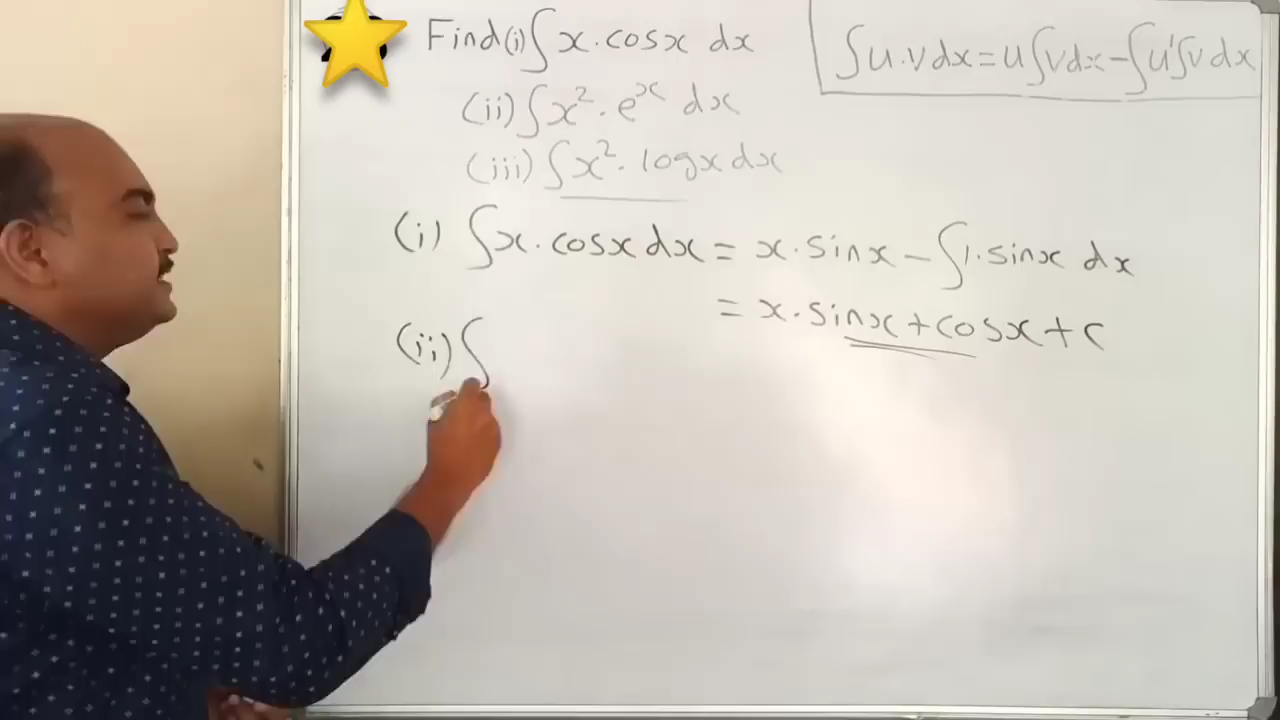 Find (i) ∫ x . cosx dx
∫ u . v dx = u ∫ v dx - ∫ u' ∫ v dx
(ii) ∫ x² . eˣ dx
(iii) ∫ x² . logx dx
(i) ∫ x . cosx dx = x . sinx - ∫ 1 . sinx dx
= x . sinx + cosx + c
(ii) ∫